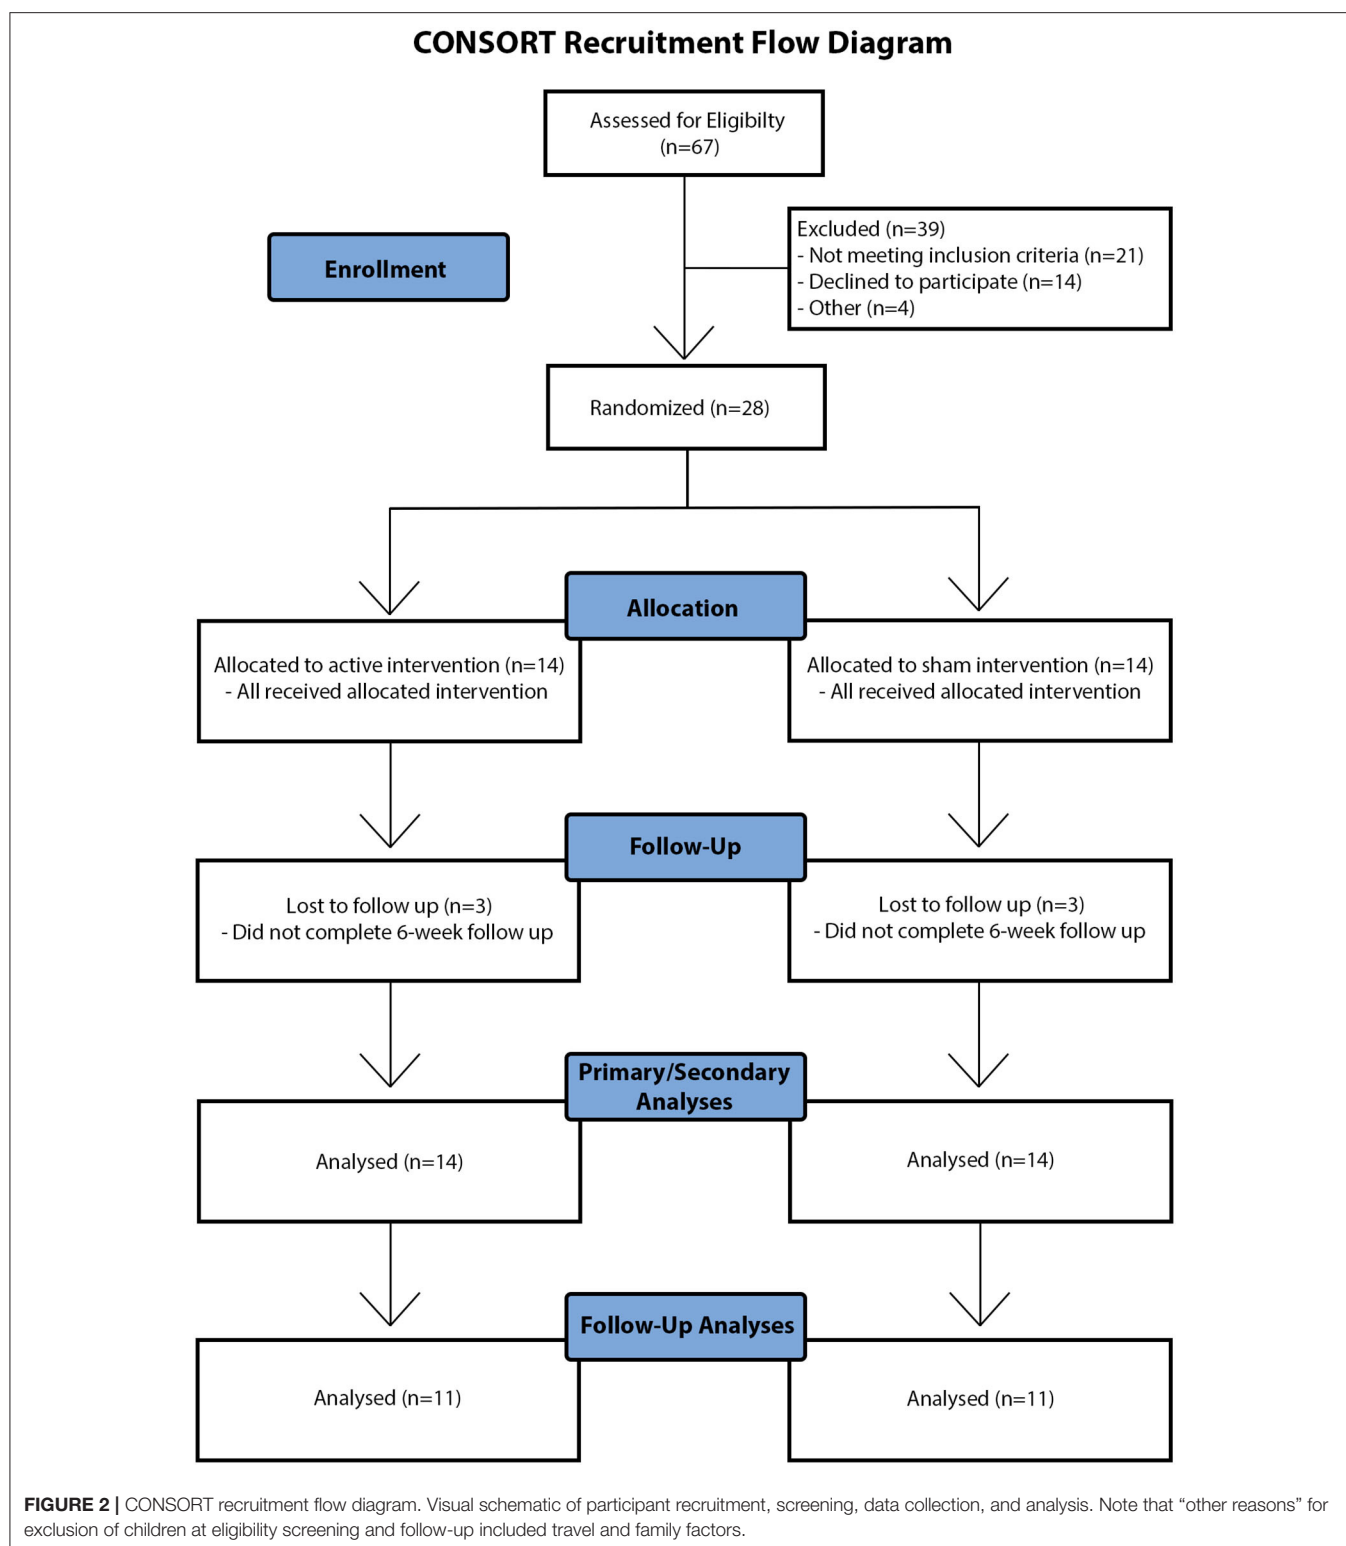 CONSORT Recruitment Flow Diagram
Assessed for Eligibilty
(n=67)
Enrollment
Excluded (n=39)
- Not meeting inclusion criteria (n=21)
- Declined to participate (n=14)
- Other (n=4)
Randomized (n=28)
Allocation
Allocated to active intervention (n=14)
- All received allocated intervention
Allocated to sham intervention (n=14)
- All received allocated intervention
Follow-Up
Lost to follow up (n=3)
- Did not complete 6-week follow up
Lost to follow up (n=3)
- Did not complete 6-week follow up
Primary/Secondary
Analyses
Analysed (n=14)
Analysed (n=14)
Follow-Up Analyses
Analysed (n=11)
Analysed (n=11)
FIGURE 2 | CONSORT recruitment flow diagram. Visual schematic of participant recruitment, screening, data collection, and analysis. Note that “other reasons” for
exclusion of children at eligibility screening and follow-up included travel and family factors.